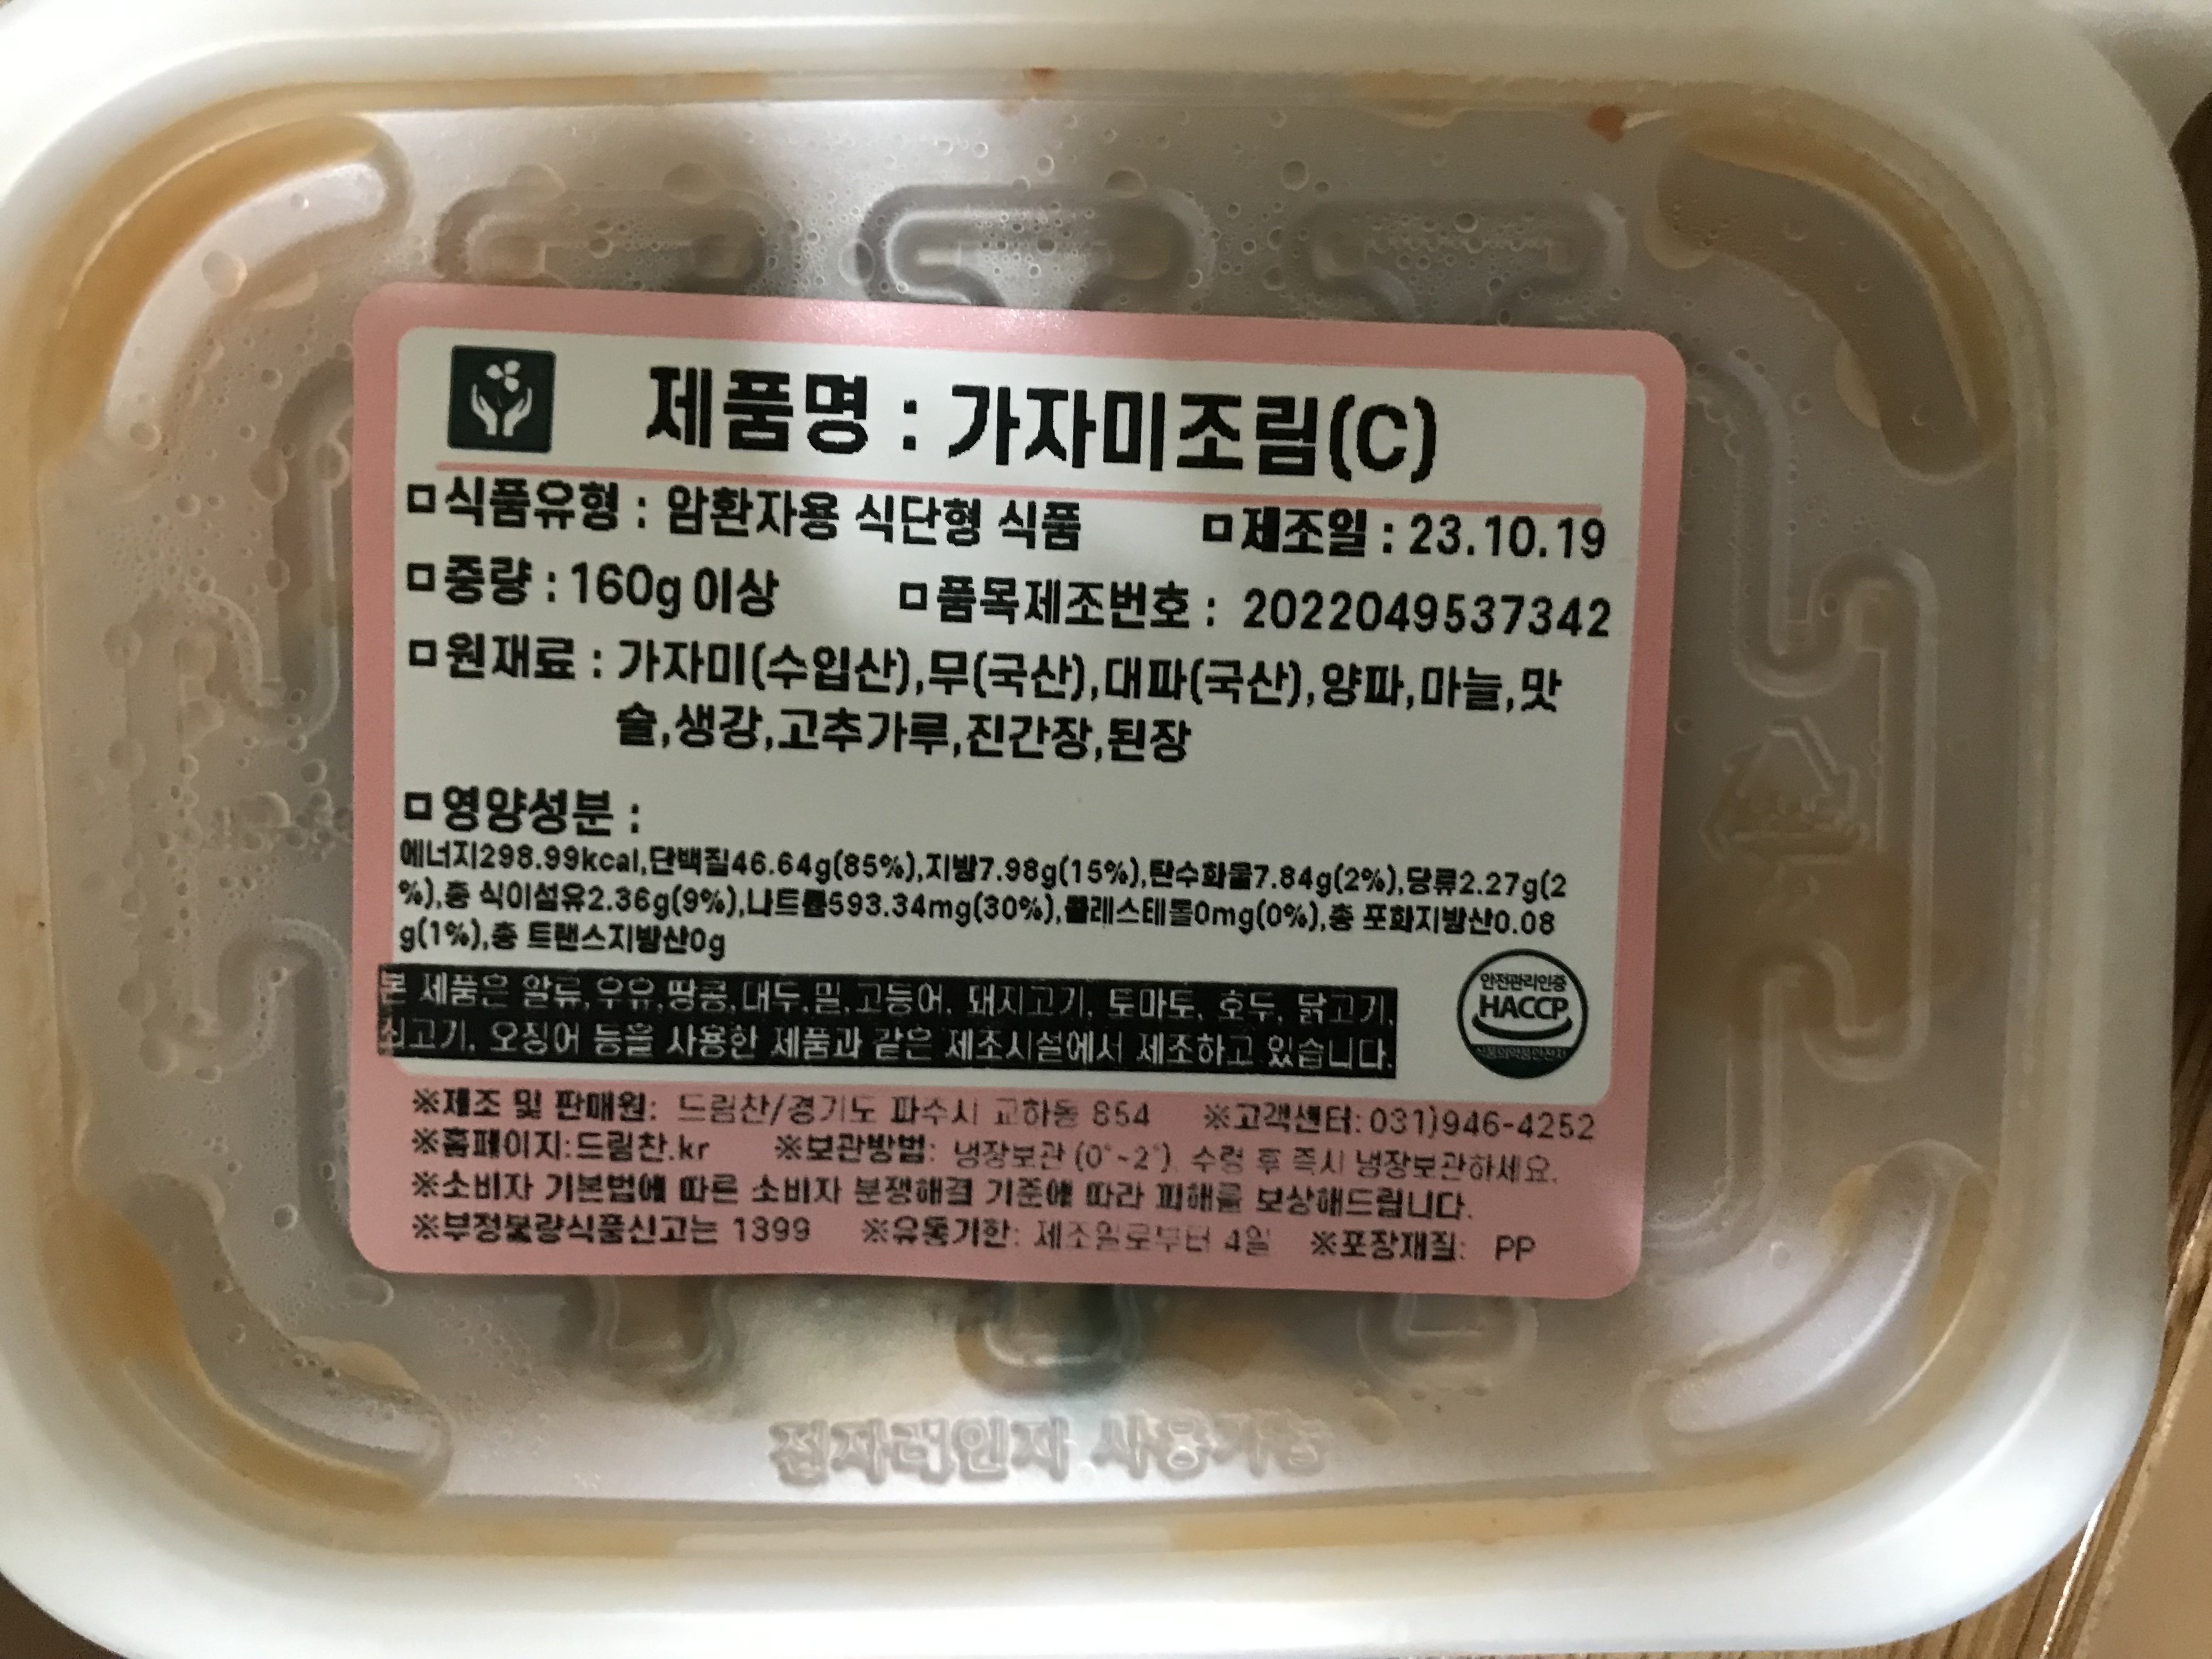 제품명 : 가자미조림(C)
ㅁ식품유형 : 암환자용 식단형 식품 ㅁ제조일 : 23.10.19
ㅁ중량 : 160g 이상 ㅁ품목제조번호 : 2022049537342
ㅁ원재료 : 가자미(수입산),무(국산),대파(국산),양파,마늘,맛
술,생강,고추가루,진간장,된장
ㅁ영양성분 :
에너지298.99kcal,단백질46.64g(85%),지방7.98g(15%),탄수화물7.84g(2%),당류2.27g(2
%),총 식이섬유2.36g(9%),나트륨593.34mg(30%),콜레스테롤0mg(0%),총 포화지방산0.08
g(1%),총 트랜스지방산0g
본 제품은 알류,우유,땅콩,대두,밀,고등어, 돼지고기, 토마토, 호두, 닭고기,
쇠고기, 오징어 등을 사용한 제품과 같은 제조시설에서 제조하고 있습니다.
안전관리인증
HACCP
식품의약품안전처
※제조 및 판매원: 드림찬/경기도 파수시 교하동 854 ※고객센터: 031)946-4252
※홈페이지:드림찬.kr ※보관방법: 냉장보관 (0°~2°), 수령 후 즉시 냉장보관하세요.
※소비자 기본법에 따른 소비자 분쟁해결 기준에 따라 피해를 보상해드립니다.
※부정불량식품신고는 1399 ※유통기한: 제조일로부터 4일 ※포장재질: PP
전자레인지 사용가능